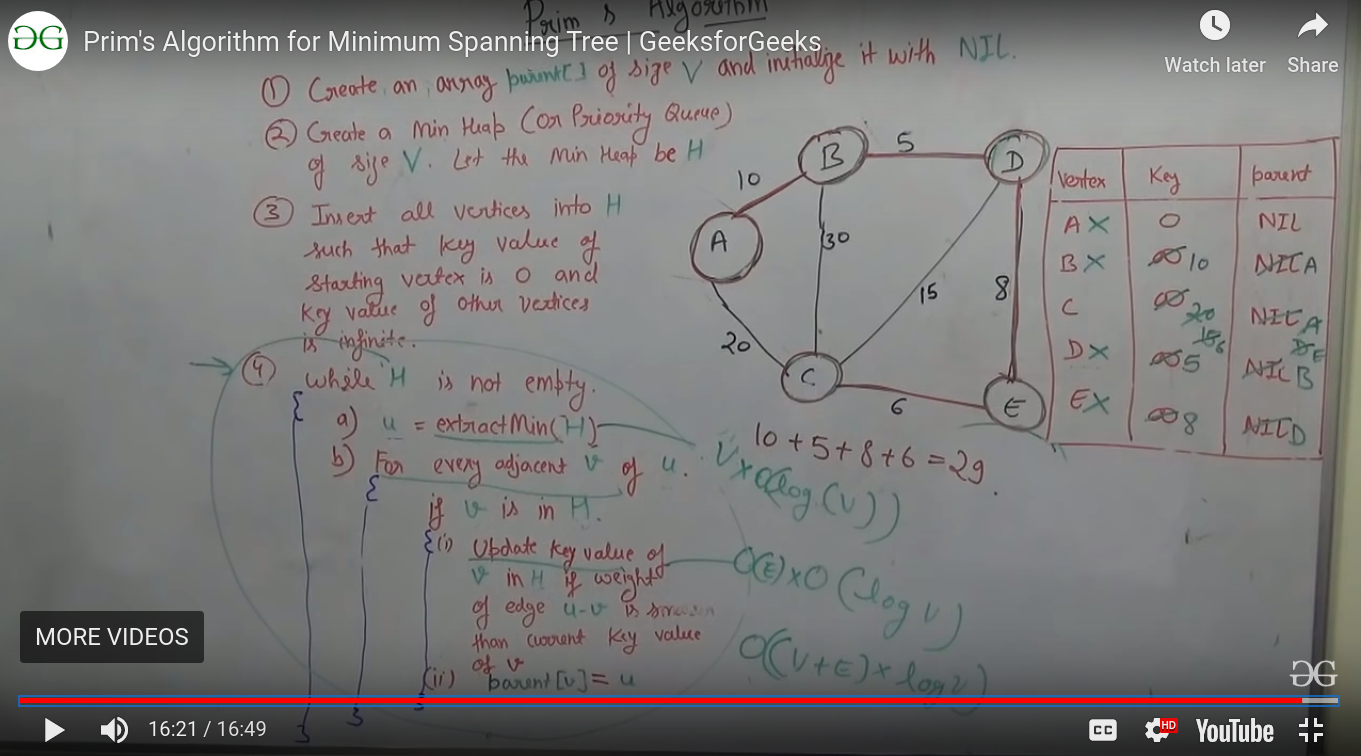 Prim's Algorithm
Prim's Algorithm for Minimum Spanning Tree | GeeksforGeeks
Watch later
Share
① Create an array parent[] of size V and initialize it with NIL.
② Create a Min Heap (or Priority Queue)
of size V. Let the Min Heap be H
③ Insert all vertices into H
such that key value of
starting vertex is 0 and
key value of other vertices
is infinite.
④ while H is not empty.
{
a) u = extractMin(H)
b) For every adjacent v of u.
{
if v is in H.
{(i) Update key value of
v in H if weight
of edge u-v is smaller
than current key value
of v
(ii) parent[v] = u
}
}
}
B
5
D
10
A
30
15
8
20
C
6
E
10+5+8+6=29.
Vertex Key parent
A X 0 NIL
B X ∞ 10 NIL A
C ∞ 20 15 6 NIL A D E
D X ∞ 5 NIL B
E X ∞ 8 NIL D
V×O(log(V))
O(E)×O(log V)
O((V+E)×log V)
MORE VIDEOS
16:21 / 16:49
CC
HD
YouTube